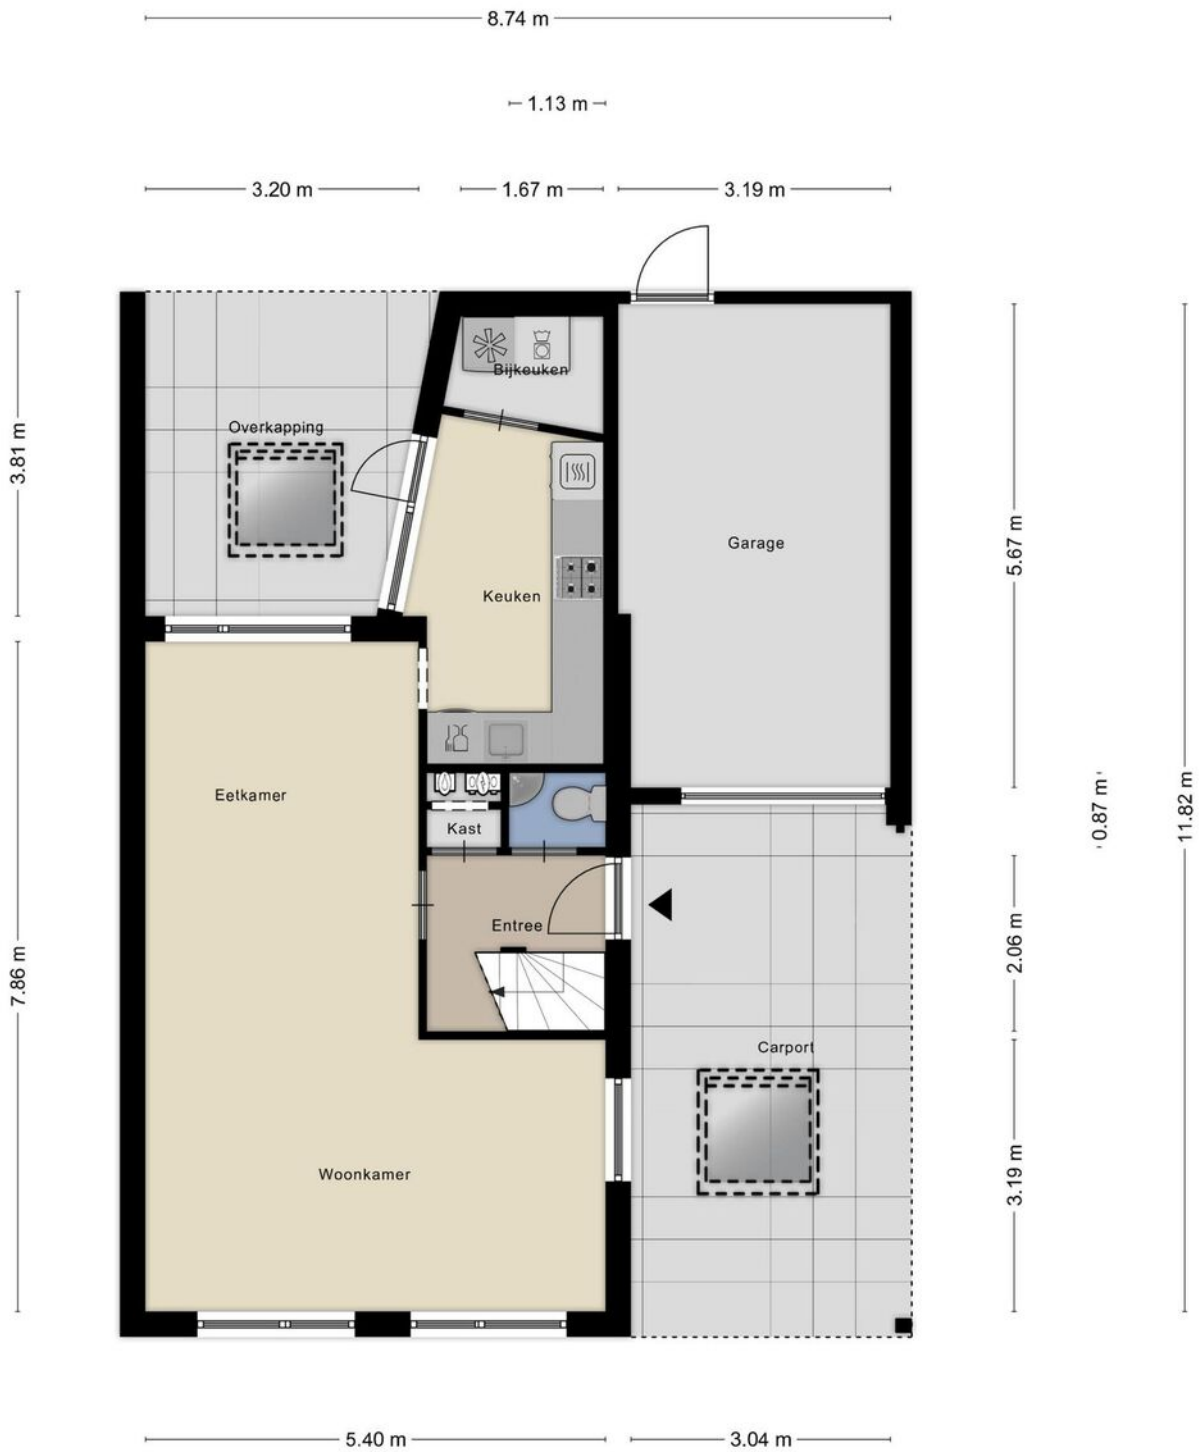 8.74 m
1.13 m
3.20 m
1.67 m
3.19 m
Bijkeuken
Overkapping
3.81 m
Garage
5.67 m
Keuken
Eetkamer
0.87 m
11.82 m
Kast
Entree
2.06 m
7.86 m
Carport
Woonkamer
3.19 m
5.40 m
3.04 m